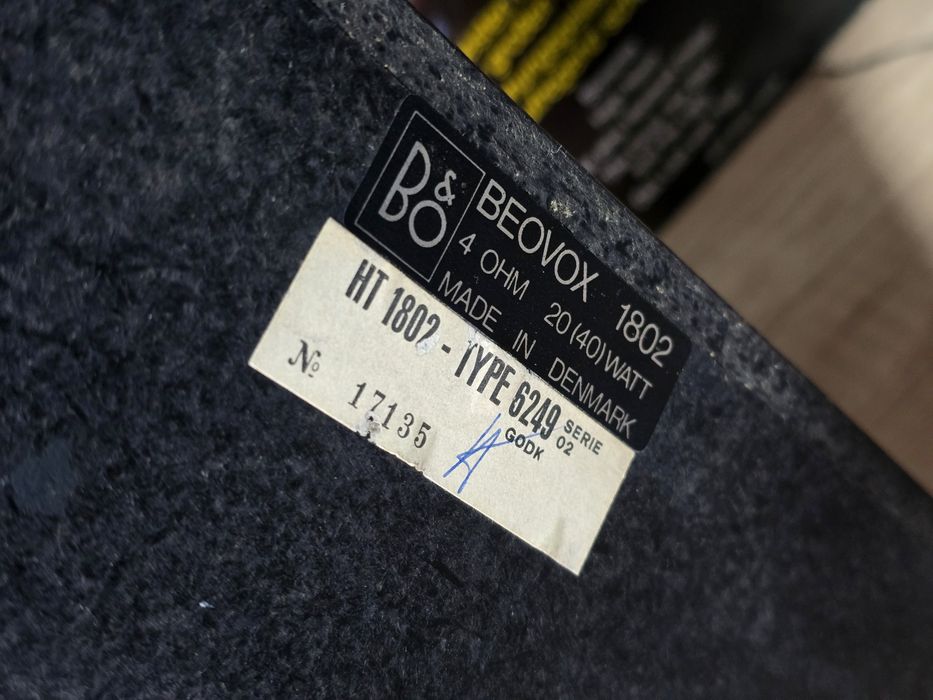 B&O
BEOVOX 1802
4 OHM 20(40)WATT
MADE IN DENMARK
HT 1802 - TYPE 6249 SERIE 02
№ 17135 GODK